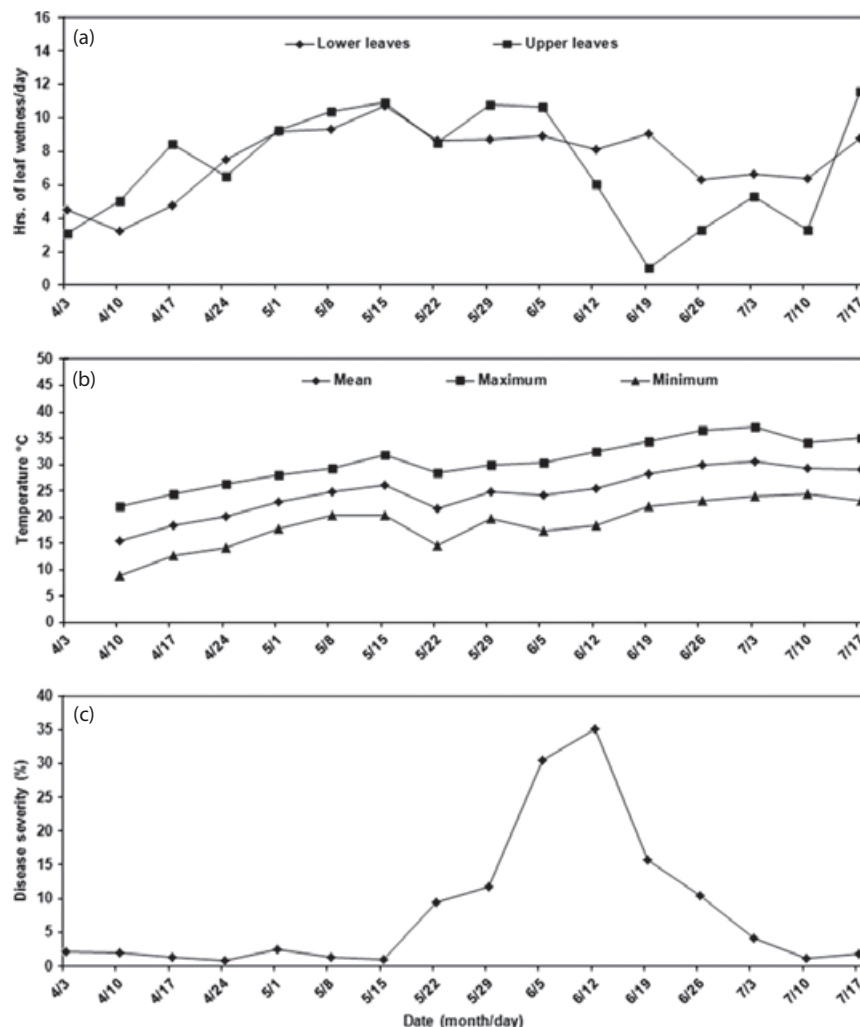 (a)
Lower leaves
Upper leaves
Hrs. of leaf wetness/day
16
14
12
10
8
6
4
2
0
4/3 4/10 4/17 4/24 5/1 5/8 5/15 5/22 5/29 6/5 6/12 6/19 6/26 7/3 7/10 7/17
(b)
Mean
Maximum
Minimum
Temperature °C
50
45
40
35
30
25
20
15
10
5
0
4/3 4/10 4/17 4/24 5/1 5/8 5/15 5/22 5/29 6/5 6/12 6/19 6/26 7/3 7/10 7/17
(c)
Disease severity (%)
40
35
30
25
20
15
10
5
0
4/3 4/10 4/17 4/24 5/1 5/8 5/15 5/22 5/29 6/5 6/12 6/19 6/26 7/3 7/10 7/17
Date (month/day)